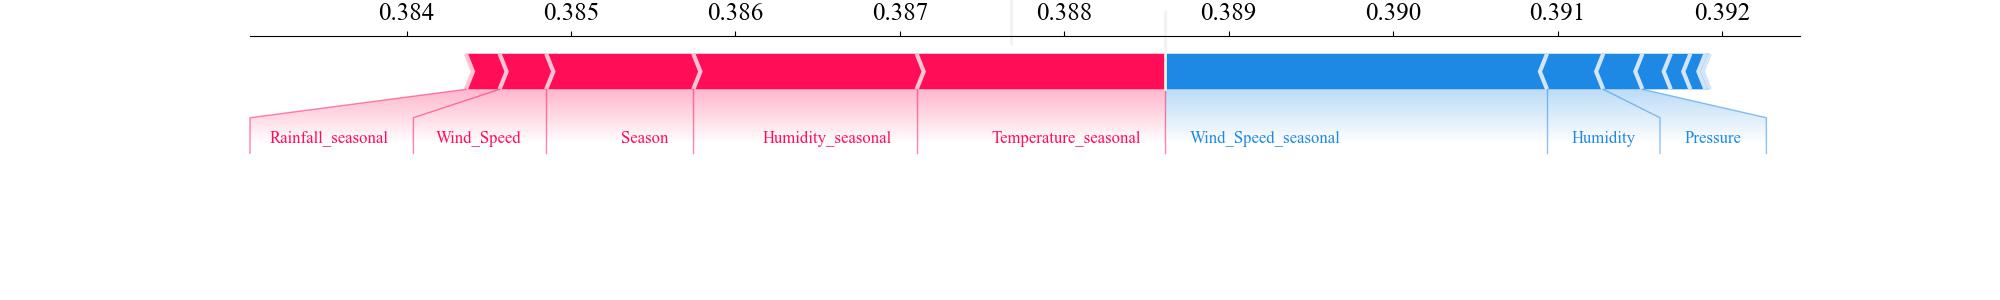 0.384 0.385 0.386 0.387 0.388 0.389 0.390 0.391 0.392
Rainfall_seasonal Wind_Speed Season Humidity_seasonal Temperature_seasonal Wind_Speed_seasonal Humidity Pressure